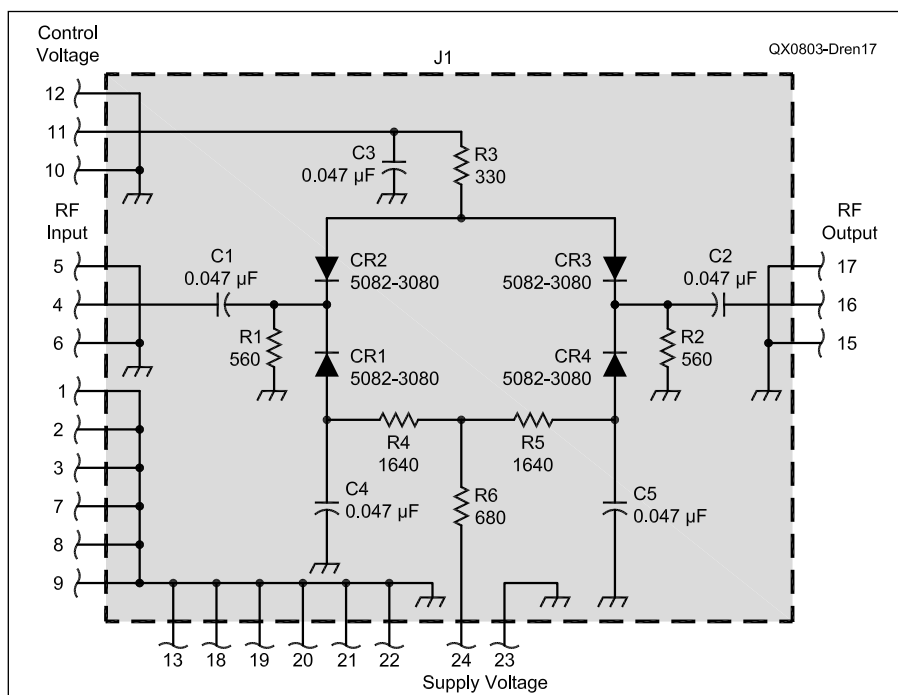 QX0803-Dren17
Control
Voltage
J1
12
11
10
C3
0.047 µF
R3
330
RF
Input
5
4
6
C1
0.047 µF
R1
560
CR2
5082-3080
CR1
5082-3080
CR3
5082-3080
CR4
5082-3080
C2
0.047 µF
R2
560
RF
Output
17
16
15
1
2
3
7
8
9
R4
1640
R5
1640
C4
0.047 µF
R6
680
C5
0.047 µF
13
18
19
20
21
22
24
23
Supply Voltage